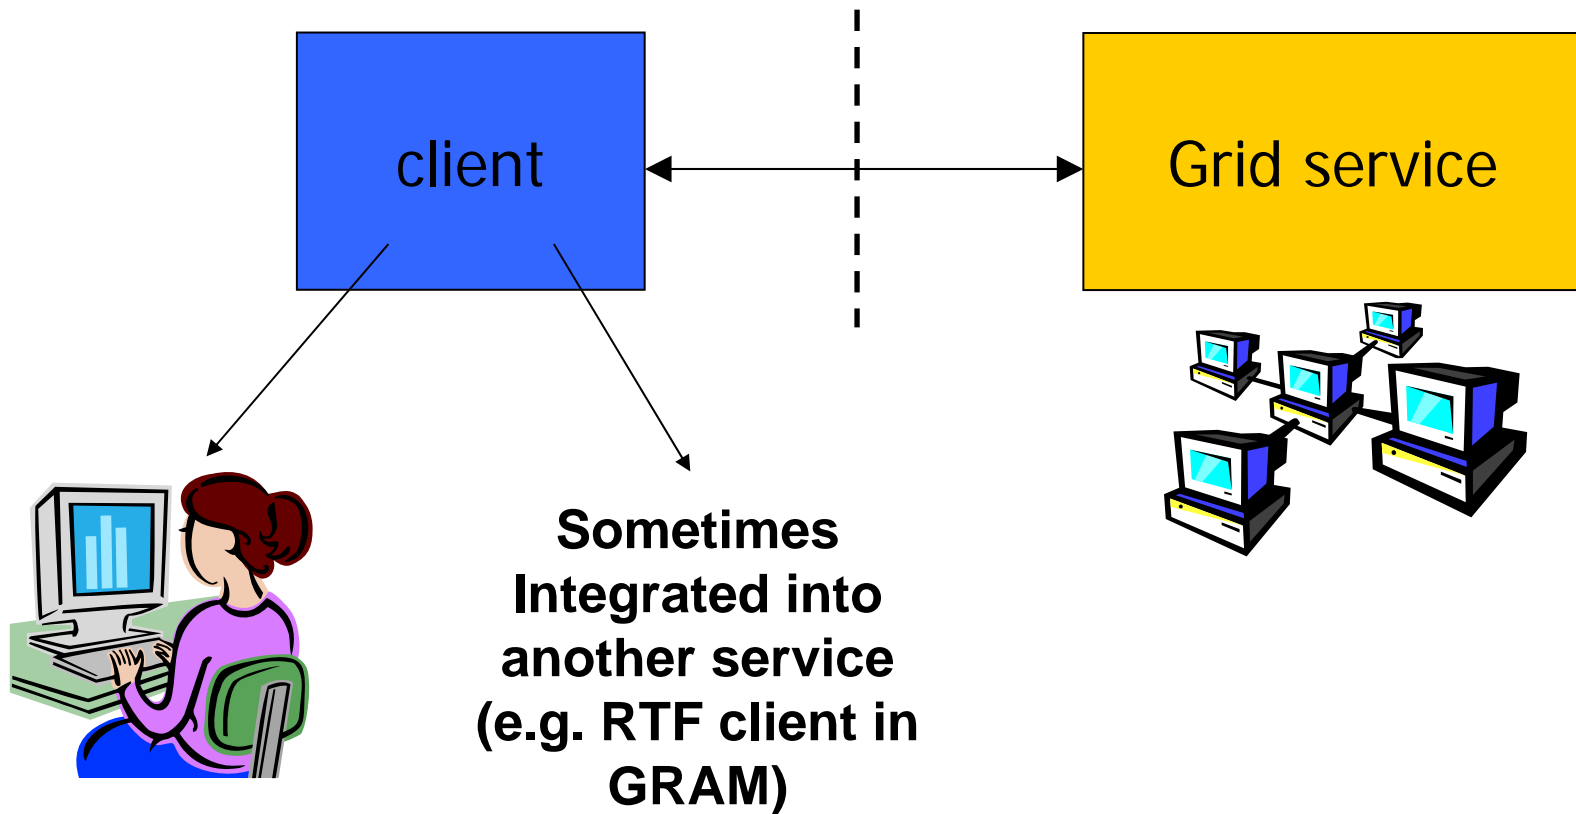 client
Grid service
Sometimes
Integrated into
another service
(e.g. RTF client in
GRAM)